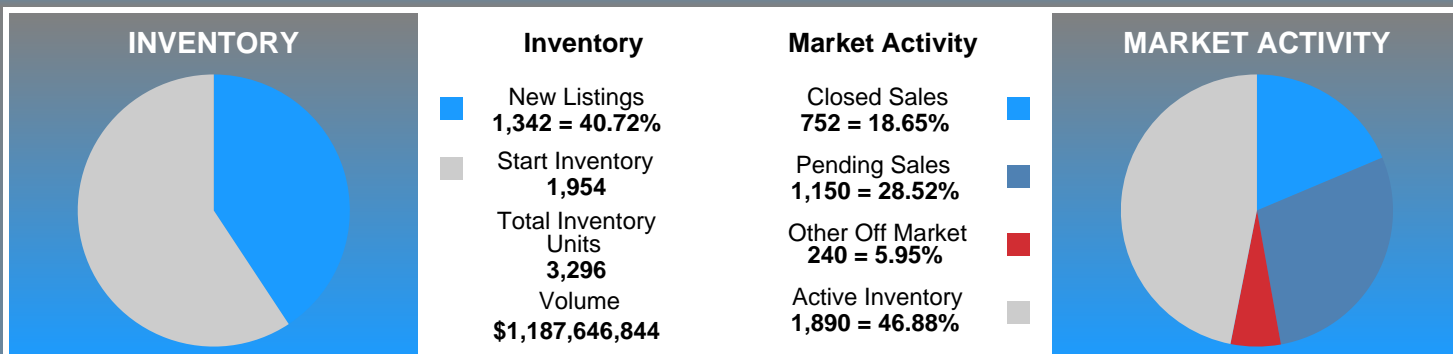 INVENTORY
Inventory
New Listings
1,342 = 40.72%
Start Inventory
1,954
Total Inventory
Units
3,296
Volume
$1,187,646,844
Market Activity
Closed Sales
752 = 18.65%
Pending Sales
1,150 = 28.52%
Other Off Market
240 = 5.95%
Active Inventory
1,890 = 46.88%
MARKET ACTIVITY